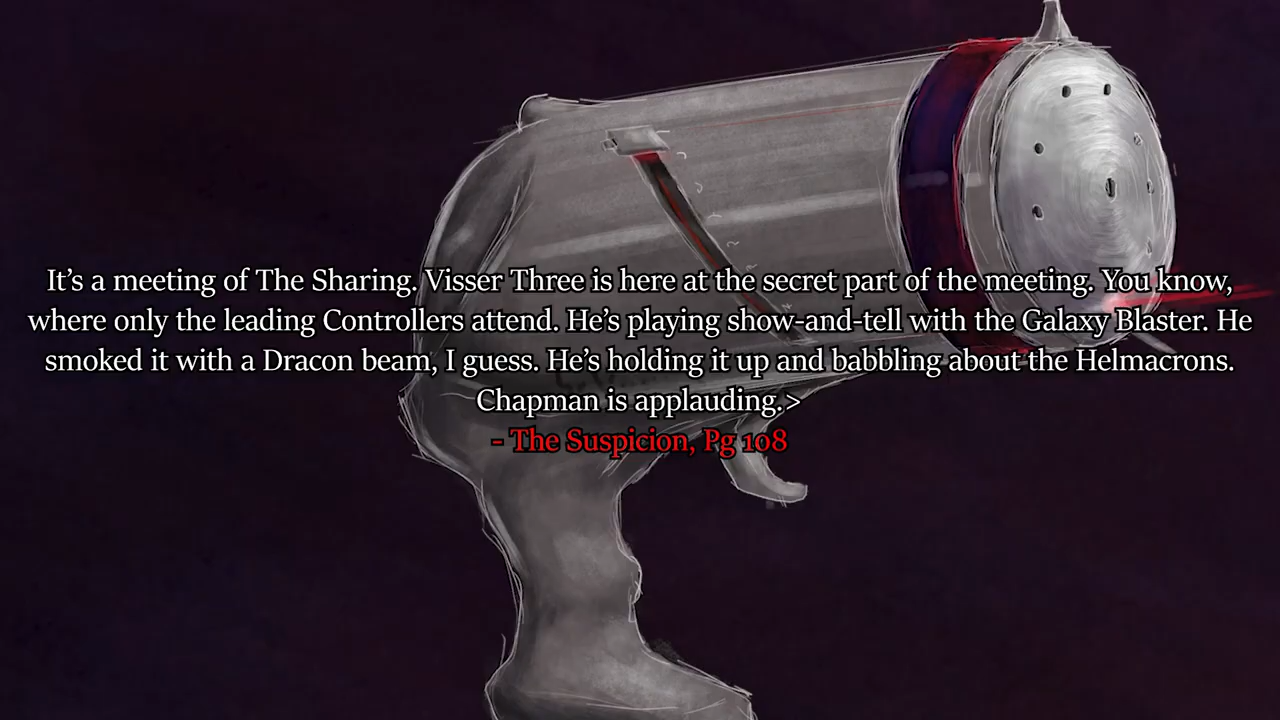 It’s a meeting of The Sharing. Visser Three is here at the secret part of the meeting. You know,
where only the leading Controllers attend. He’s playing show-and-tell with the Galaxy Blaster. He
smoked it with a Dracon beam, I guess. He’s holding it up and babbling about the Helmacrons.
Chapman is applauding.>
- The Suspicion, Pg 108